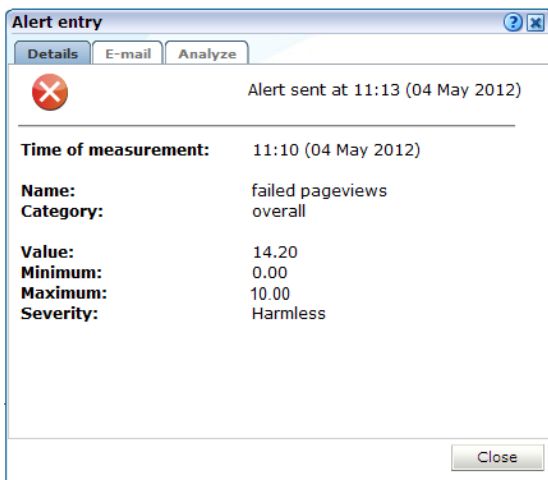 Alert entry
Details E-mail Analyze
Alert sent at 11:13 (04 May 2012)
Time of measurement: 11:10 (04 May 2012)
Name: failed pageviews
Category: overall
Value: 14.20
Minimum: 0.00
Maximum: 10.00
Severity: Harmless
Close